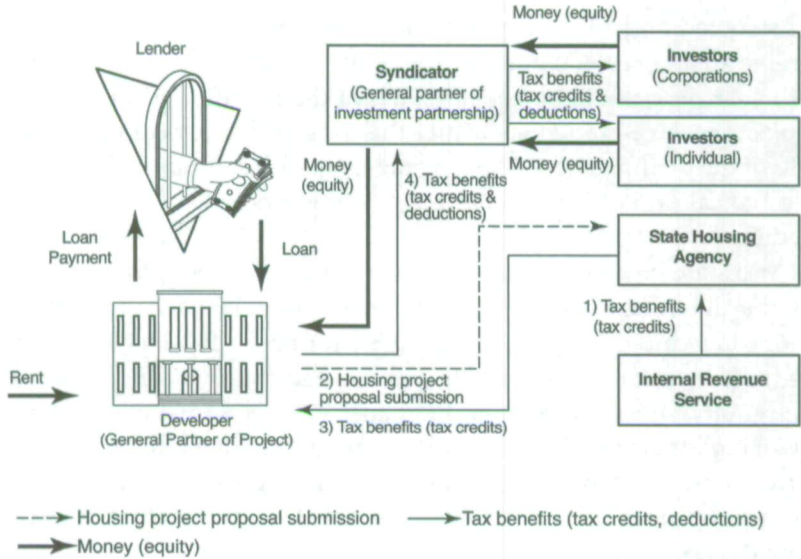 Money (equity)
Lender
Syndicator
(General partner of
investment partnership)
Tax benefits
(tax credits &
deductions)
Investors
(Corporations)
Investors
(Individual)
Money (equity)
Money
(equity)
4) Tax benefits
(tax credits &
deductions)
Loan
Payment
Loan
State Housing
Agency
1) Tax benefits
(tax credits)
Internal Revenue
Service
Rent
2) Housing project
proposal submission
3) Tax benefits (tax credits)
Developer
(General Partner of Project)
Housing project proposal submission
Tax benefits (tax credits, deductions)
Money (equity)